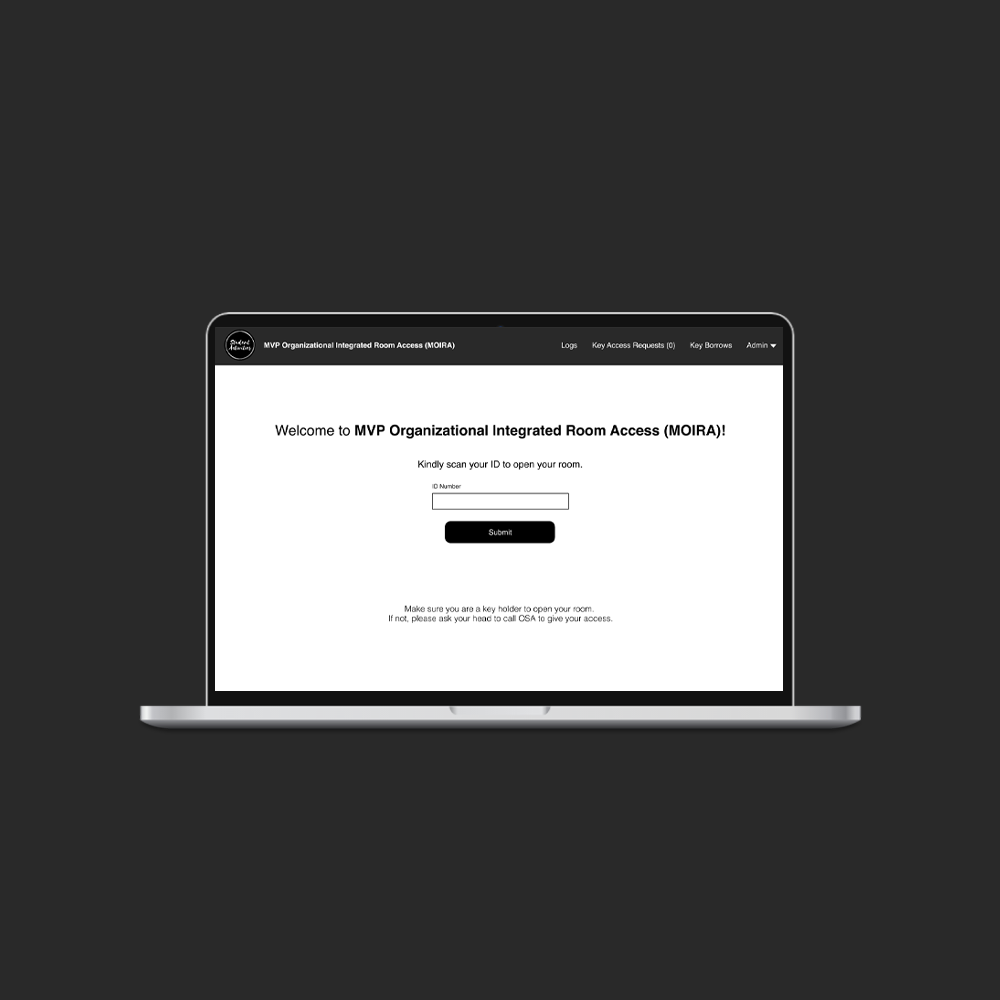 Student
Activities
MVP Organizational Integrated Room Access (MOIRA)
Logs
Key Access Requests (0)
Key Borrows
Admin
Welcome to MVP Organizational Integrated Room Access (MOIRA)!
Kindly scan your ID to open your room.
ID Number
Submit
Make sure you are a key holder to open your room.
If not, please ask your head to call OSA to give your access.